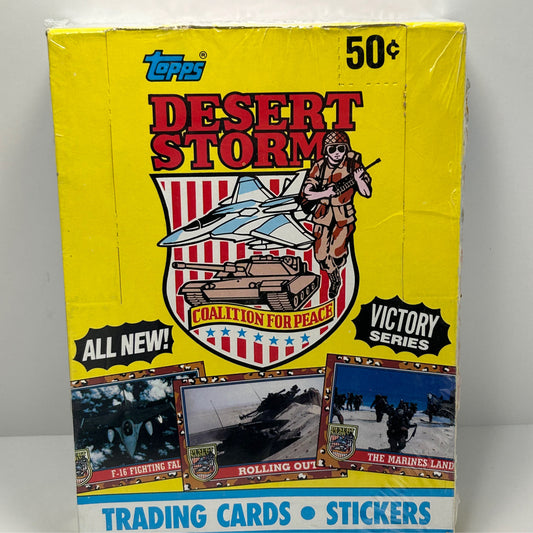 TOPPS®
50¢
DESERT
STORM
COALITION FOR PEACE
ALL NEW!
VICTORY
SERIES
F-16 FIGHTING FAL
ROLLING OUT
THE MARINES LAND
TRADING CARDS • STICKERS